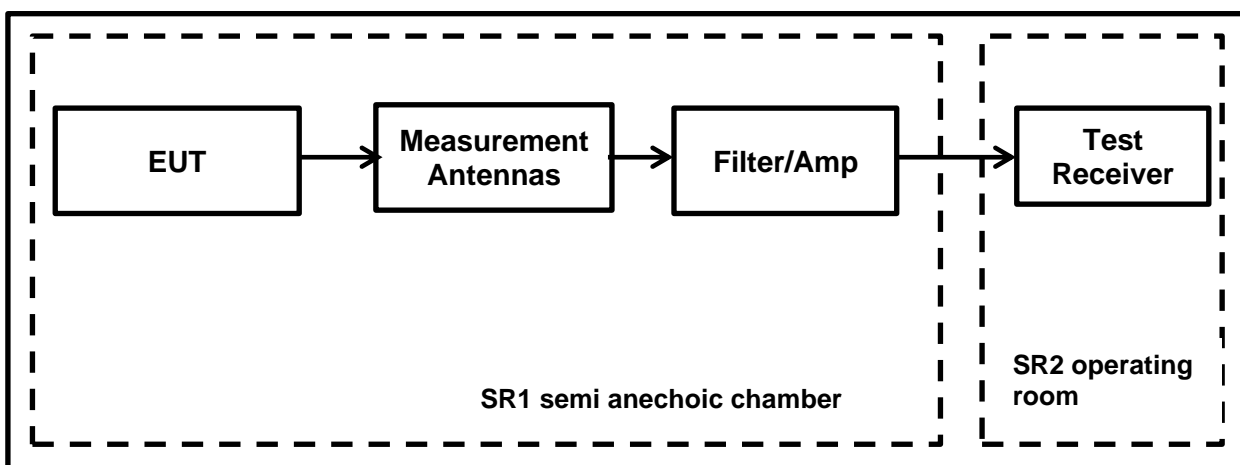 EUT
Measurement
Antennas
Filter/Amp
Test
Receiver
SR1 semi anechoic chamber
SR2 operating
room